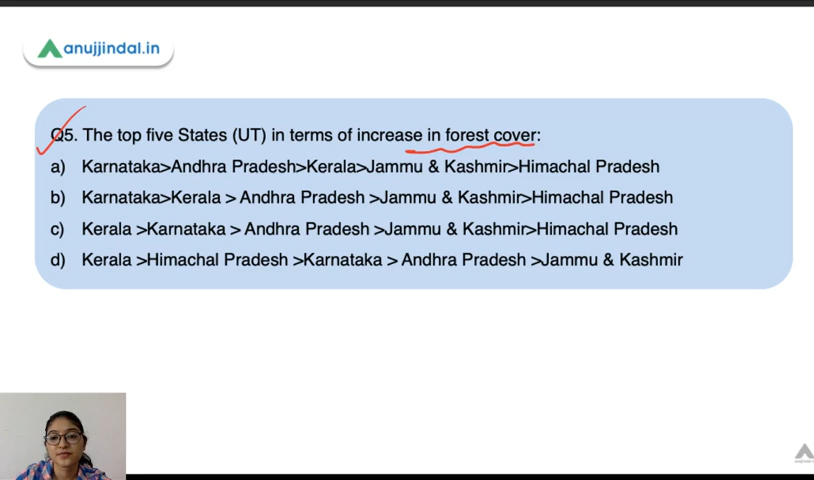 anujjindal.in
Q5. The top five States (UT) in terms of increase in forest cover:
a) Karnataka>Andhra Pradesh>Kerala>Jammu & Kashmir>Himachal Pradesh
b) Karnataka>Kerala > Andhra Pradesh >Jammu & Kashmir>Himachal Pradesh
c) Kerala >Karnataka > Andhra Pradesh >Jammu & Kashmir>Himachal Pradesh
d) Kerala >Himachal Pradesh >Karnataka > Andhra Pradesh >Jammu & Kashmir